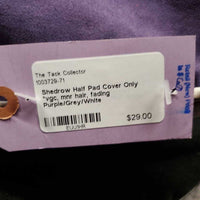 The Tack Collector
1003729-71
Shedrow Half Pad Cover Only
*vgc, mnr hair, fading
Purple/Grey/White
$29.00